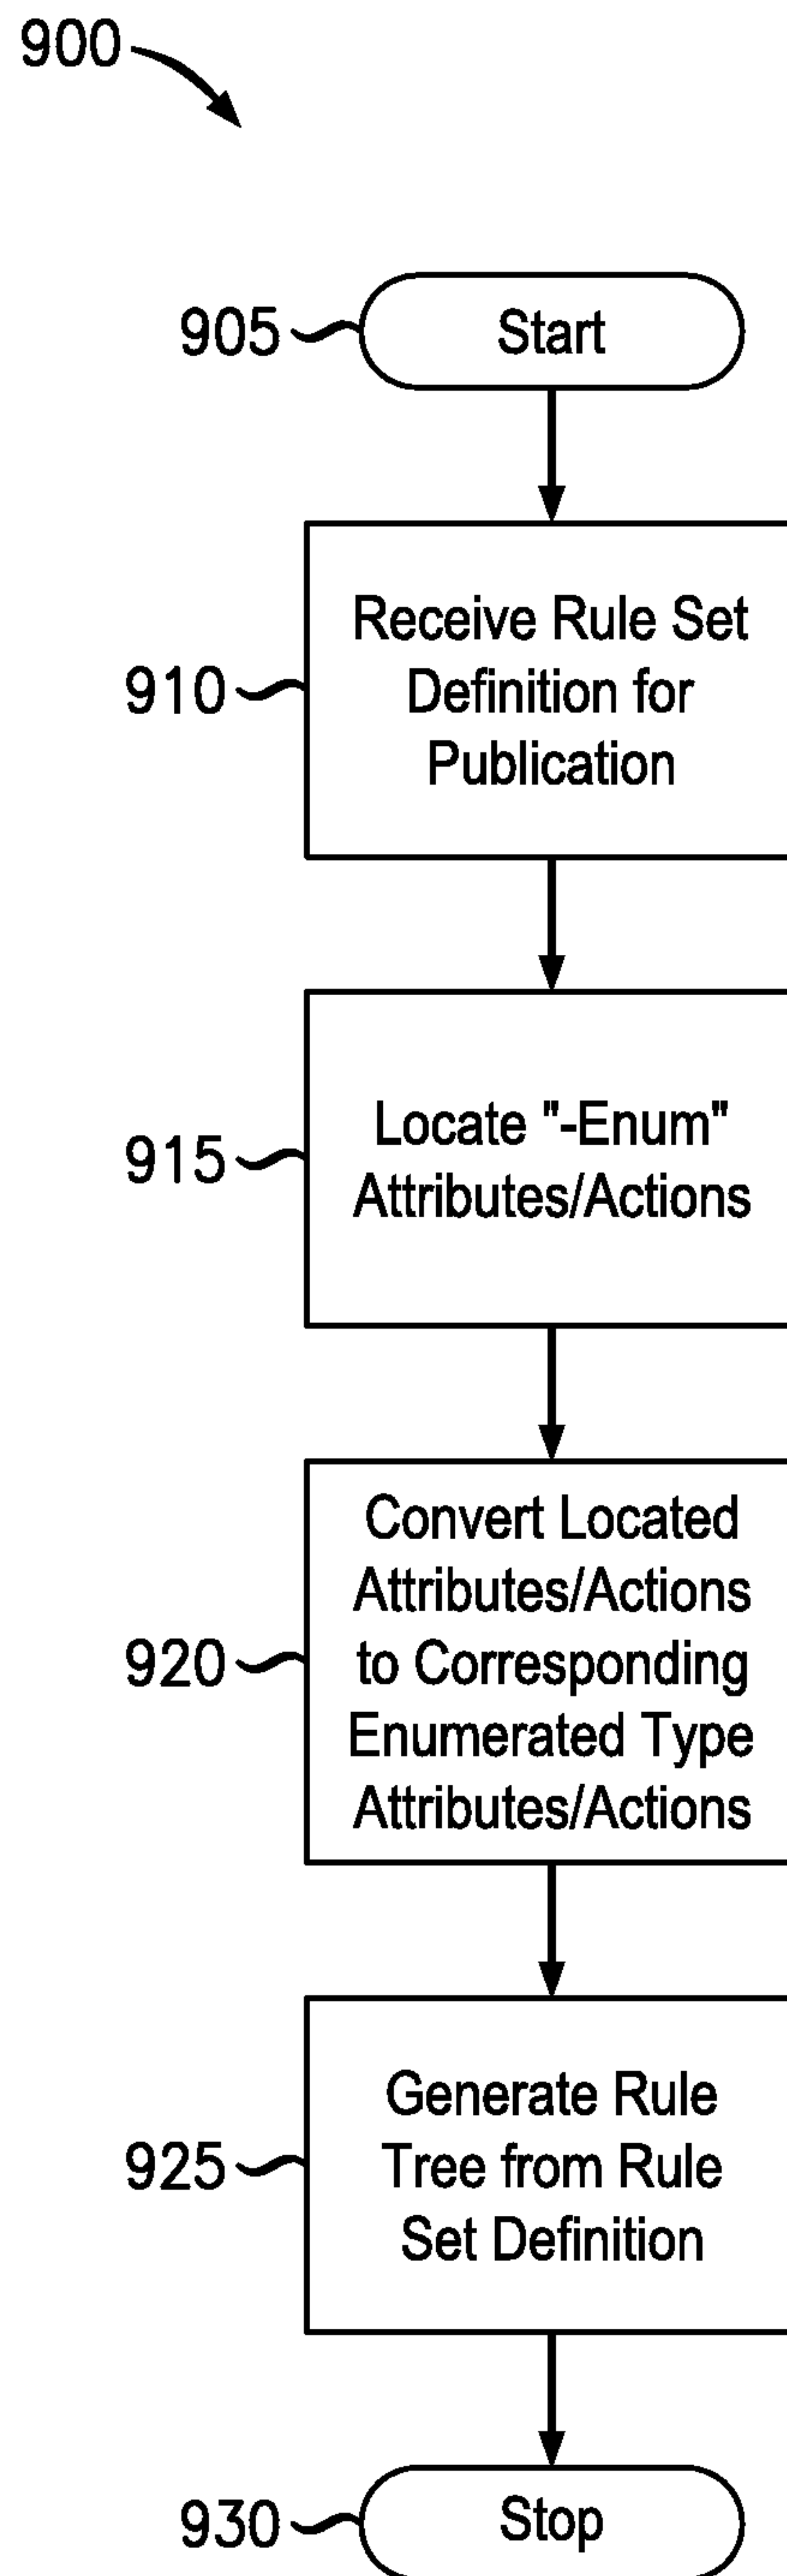 900
905
Start
910
Receive Rule Set
Definition for
Publication
915
Locate "-Enum"
Attributes/Actions
920
Convert Located
Attributes/Actions
to Corresponding
Enumerated Type
Attributes/Actions
925
Generate Rule
Tree from Rule
Set Definition
930
Stop